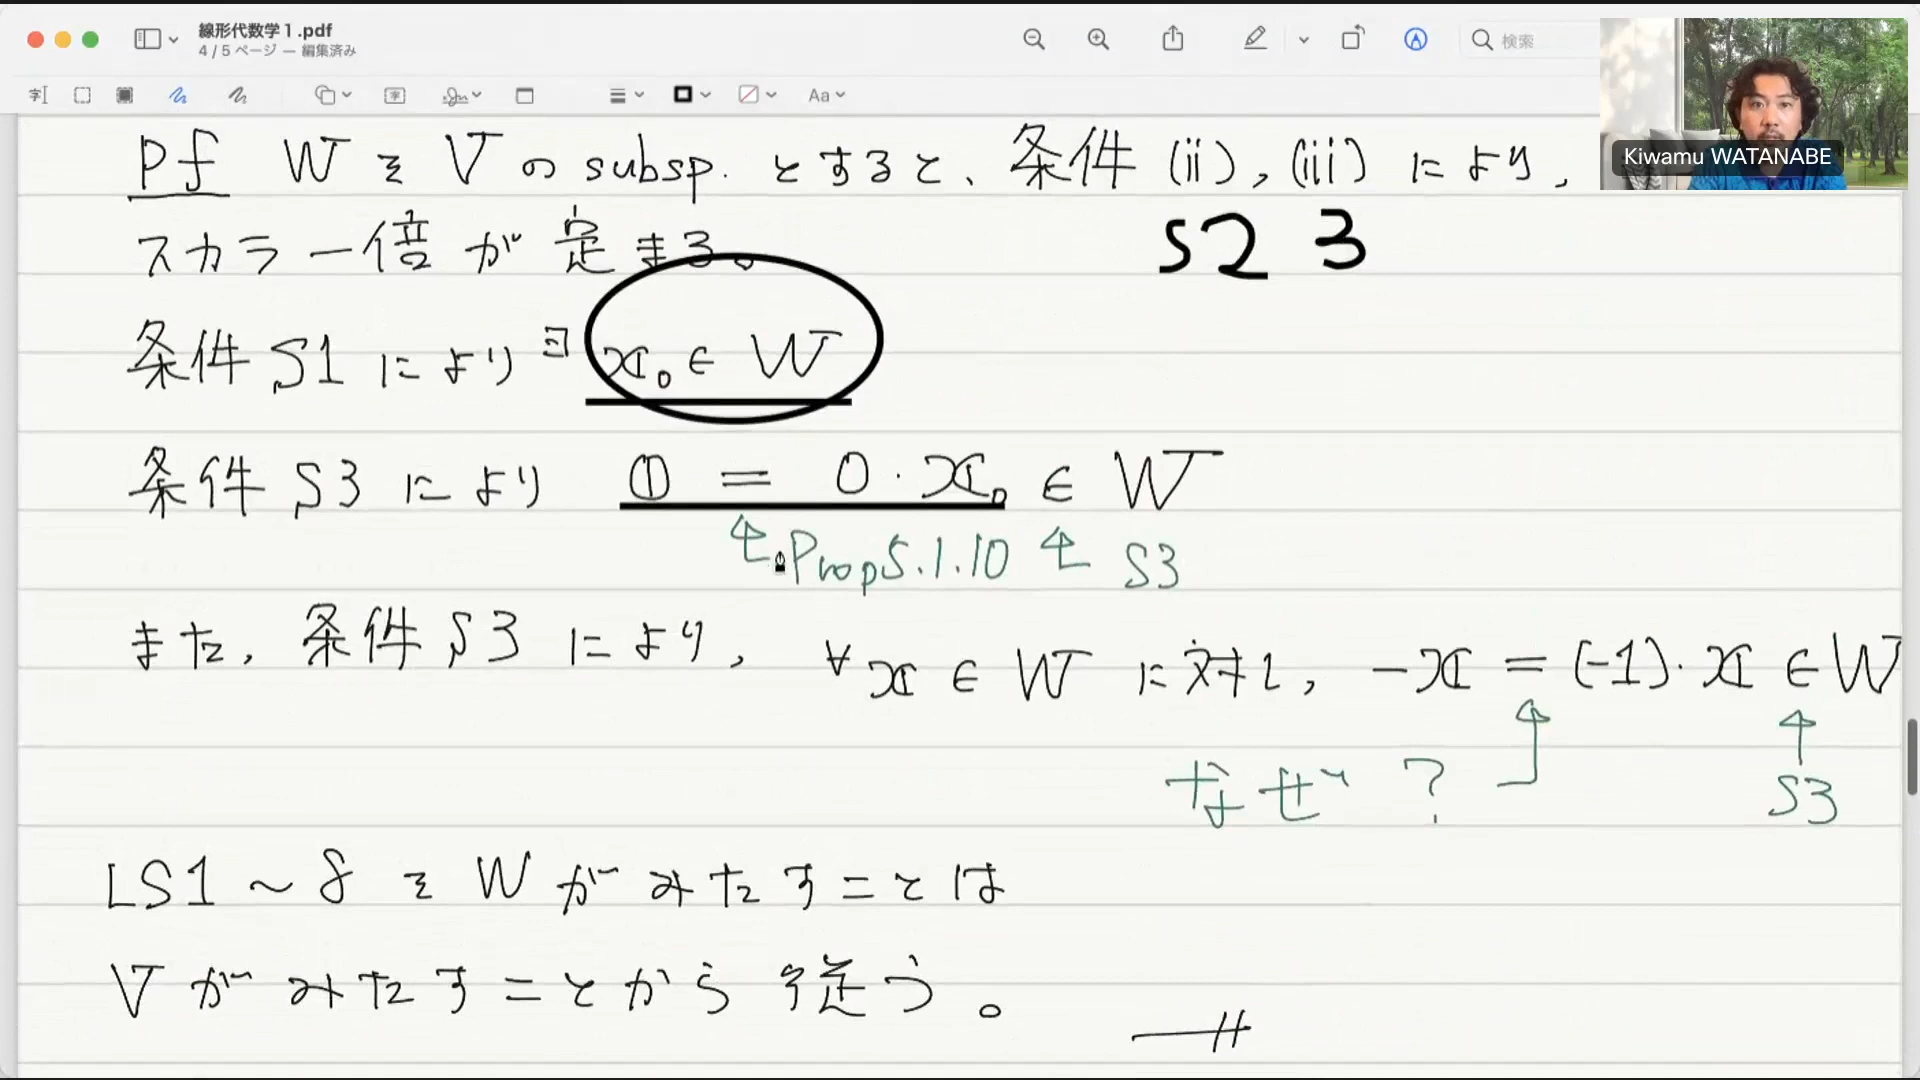 線形代数学1.pdf
4 / 5 ページ — 編集済み
検索
Aa
Kiwamu WATANABE
Pf W を V の subsp. とすると、条件 (ii), (iii) により,
S2 3
スカラー倍が定まる。
条件 S1 により ∃x₀ ∈ W
条件 S3 により 𝟘 = 0・x₀ ∈ W
Prop5.1.10 S3
また, 条件 S3 により, ∀x ∈ W に対し, -x = (-1)・x ∈ W
なぜ? S3
LS1 ~ 8 を W がみたすことは
V がみたすことから従う。